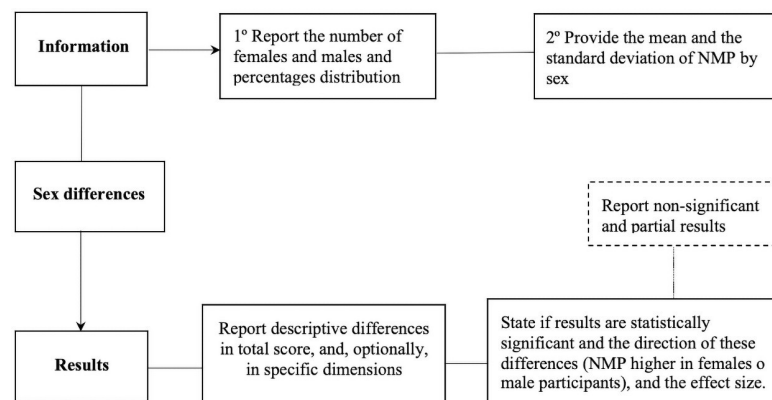 Information
1º Report the number of
females and males and
percentages distribution
2º Provide the mean and the
standard deviation of NMP by
sex
Sex differences
Report non-significant
and partial results
Results
Report descriptive differences
in total score, and, optionally,
in specific dimensions
State if results are statistically
significant and the direction of these
differences (NMP higher in females o
male participants), and the effect size.